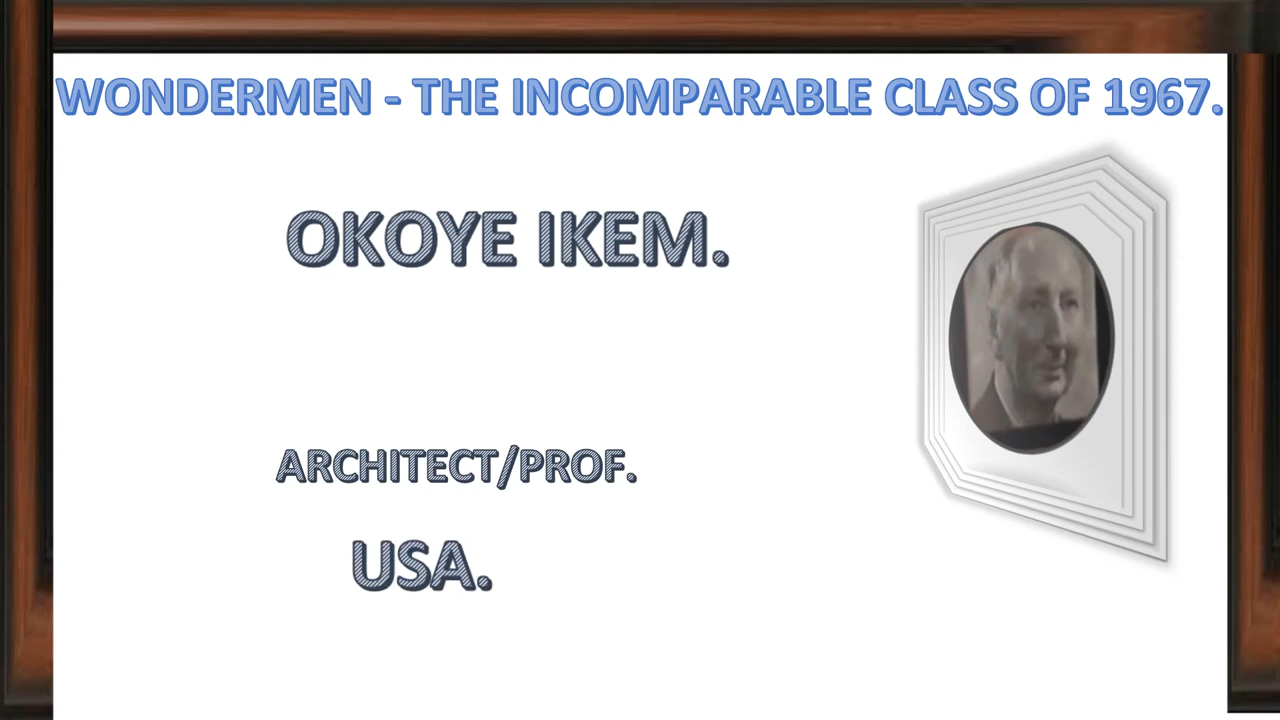 WONDERMEN - THE INCOMPARABLE CLASS OF 1967.
OKOYE IKEM.
ARCHITECT/PROF.
USA.